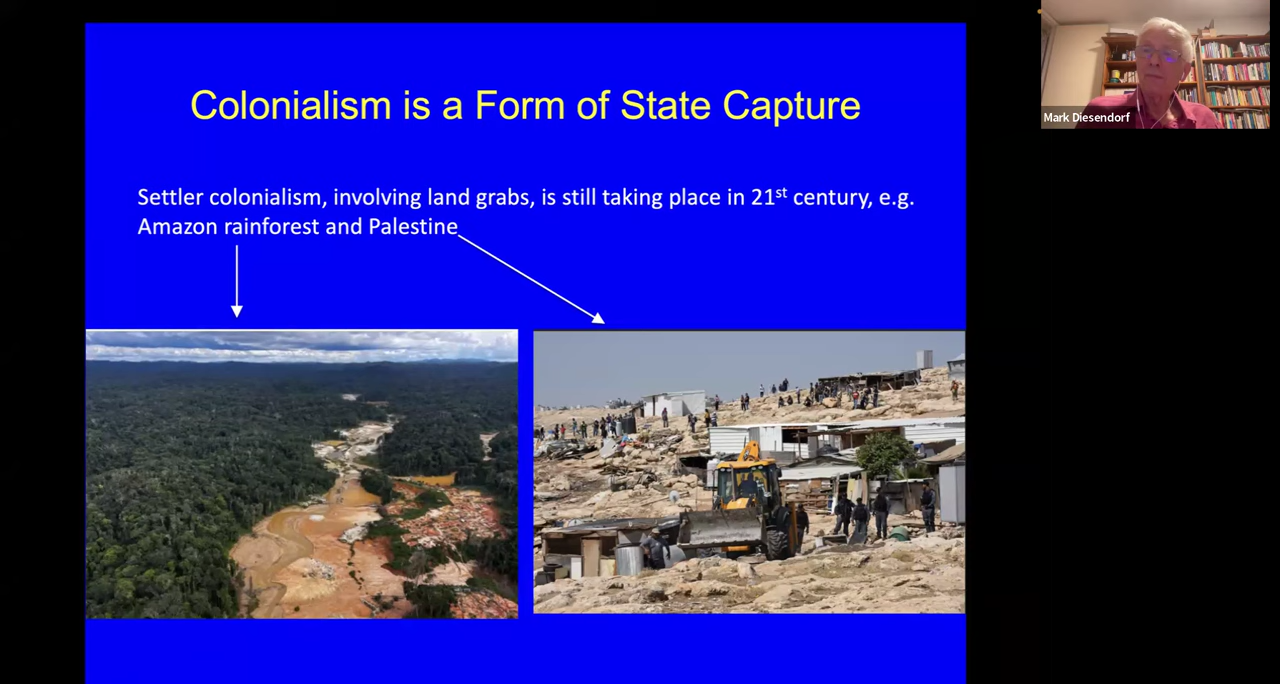 Colonialism is a Form of State Capture
Settler colonialism, involving land grabs, is still taking place in 21st century, e.g.
Amazon rainforest and Palestine
Mark Diesendorf